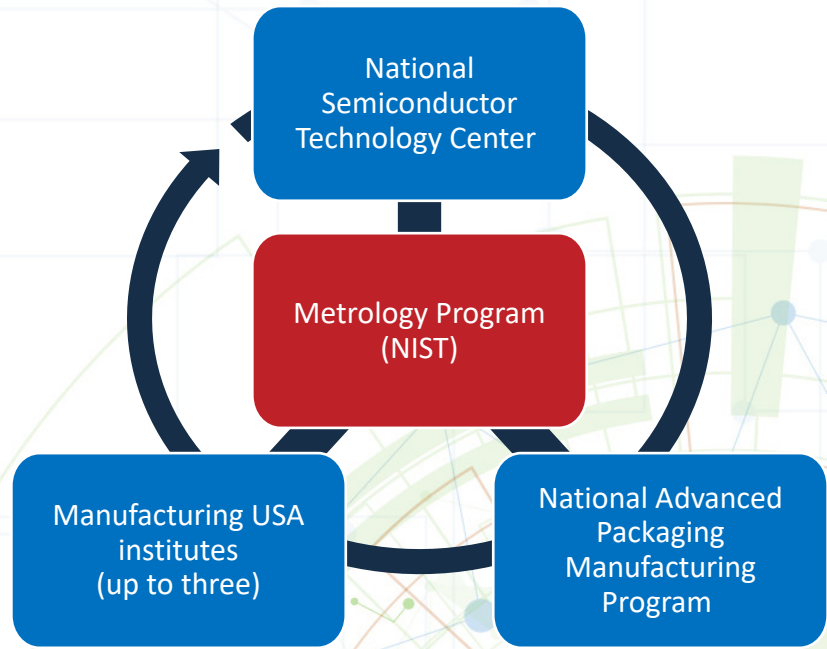 National
Semiconductor
Technology Center
Metrology Program
(NIST)
Manufacturing USA
institutes
(up to three)
National Advanced
Packaging
Manufacturing
Program